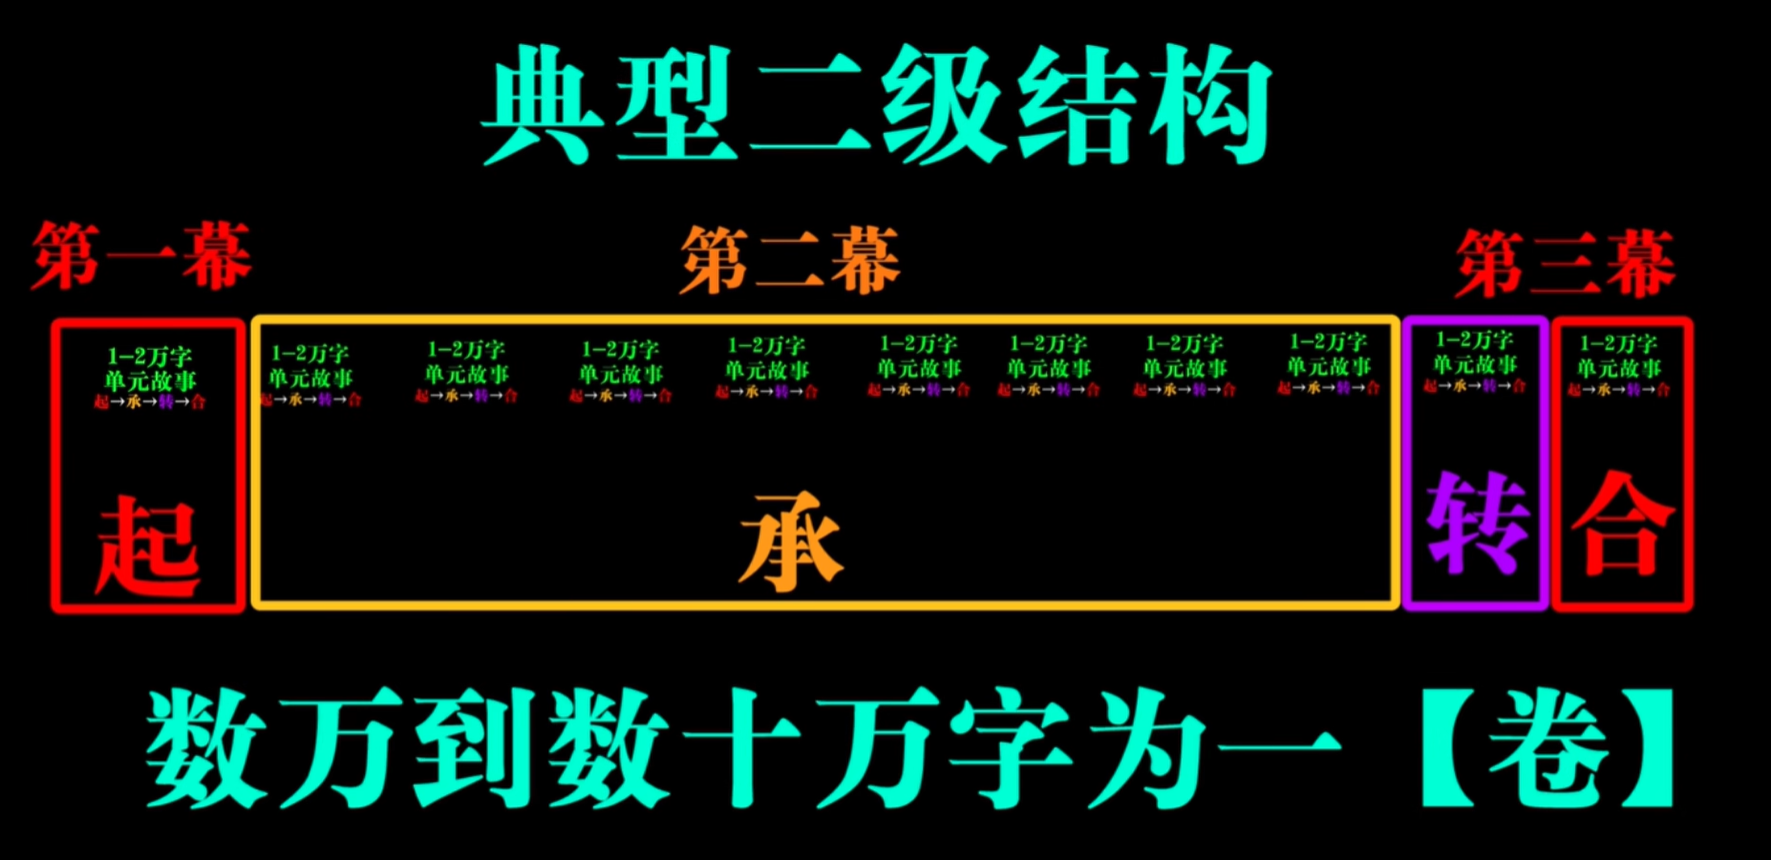 典型二级结构
第一幕
第二幕
第三幕
1-2万字
单元故事
起→承→转→合
1-2万字
单元故事
起→承→转→合
1-2万字
单元故事
起→承→转→合
1-2万字
单元故事
起→承→转→合
1-2万字
单元故事
起→承→转→合
1-2万字
单元故事
起→承→转→合
1-2万字
单元故事
起→承→转→合
1-2万字
单元故事
起→承→转→合
1-2万字
单元故事
起→承→转→合
1-2万字
单元故事
起→承→转→合
1-2万字
单元故事
起→承→转→合
起
承
转
合
数万到数十万字为一【卷】